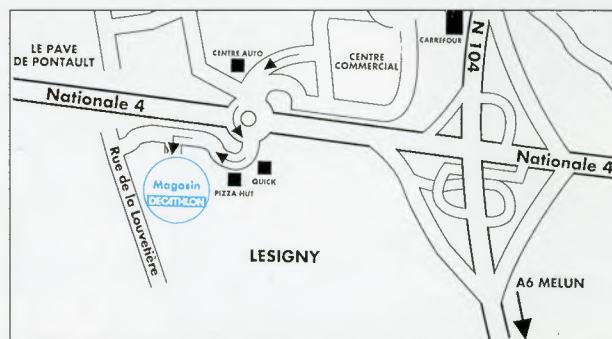 LE PAVE
DE PONTAULT
CENTRE AUTO
CENTRE
COMMERCIAL
CARREFOUR
N 104
Nationale 4
Nationale 4
Rue de la Louvetière
Magasin
DECATHLON
PIZZA HUT
QUICK
LESIGNY
A6 MELUN